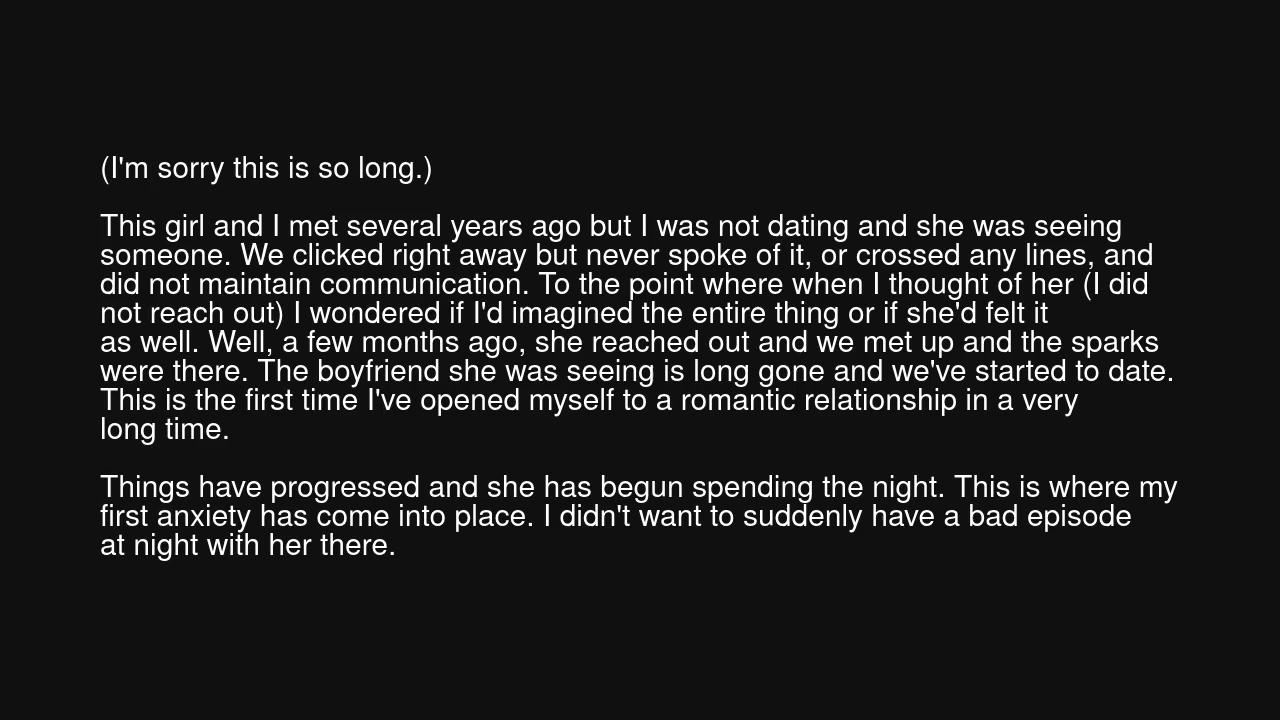 (I'm sorry this is so long.)
This girl and I met several years ago but I was not dating and she was seeing
someone. We clicked right away but never spoke of it, or crossed any lines, and
did not maintain communication. To the point where when I thought of her (I did
not reach out) I wondered if I'd imagined the entire thing or if she'd felt it
as well. Well, a few months ago, she reached out and we met up and the sparks
were there. The boyfriend she was seeing is long gone and we've started to date.
This is the first time I've opened myself to a romantic relationship in a very
long time.
Things have progressed and she has begun spending the night. This is where my
first anxiety has come into place. I didn't want to suddenly have a bad episode
at night with her there.